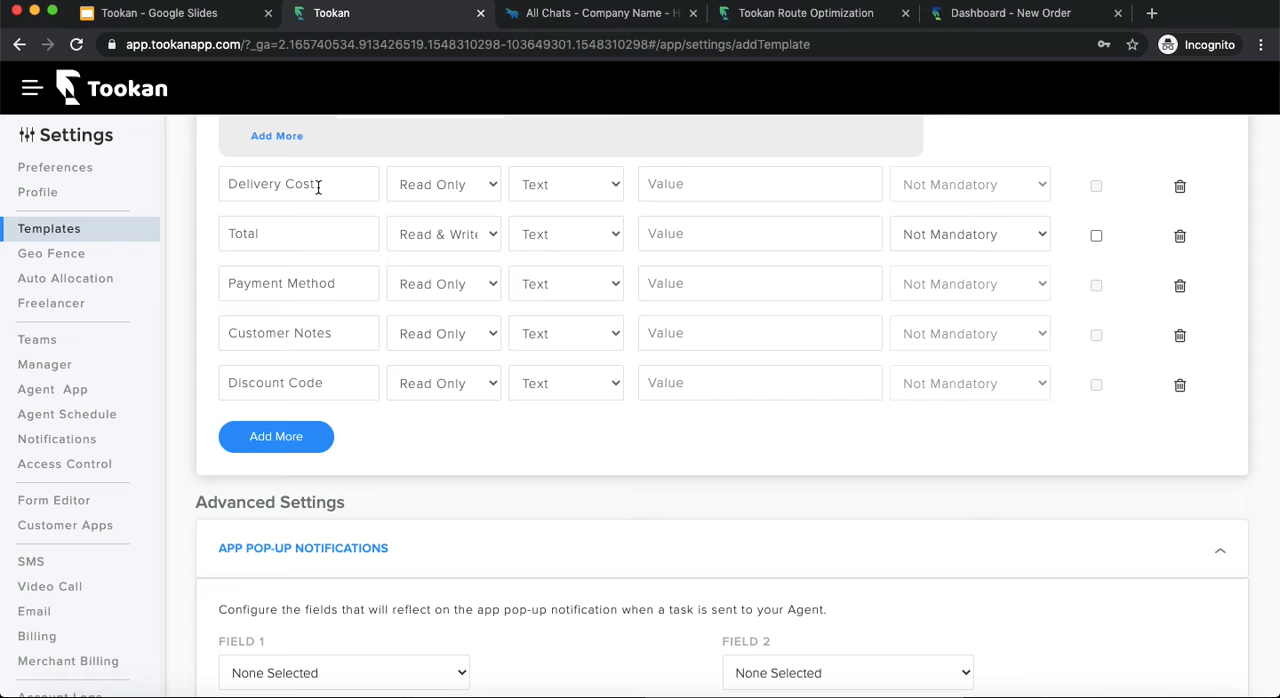 Tookan - Google Slides
Tookan
All Chats - Company Name - H
Tookan Route Optimization
Dashboard - New Order
app.tookanapp.com/?_ga=2.165740534.913426519.1548310298-103649301.1548310298#/app/settings/addTemplate
Incognito
Tookan
Settings
Preferences
Profile
Templates
Geo Fence
Auto Allocation
Freelancer
Teams
Manager
Agent App
Agent Schedule
Notifications
Access Control
Form Editor
Customer Apps
SMS
Video Call
Email
Billing
Merchant Billing
Account Logs
Add More
Delivery Cost Read Only Text Value Not Mandatory
Total Read & Write Text Value Not Mandatory
Payment Method Read Only Text Value Not Mandatory
Customer Notes Read Only Text Value Not Mandatory
Discount Code Read Only Text Value Not Mandatory
Add More
Advanced Settings
APP POP-UP NOTIFICATIONS
Configure the fields that will reflect on the app pop-up notification when a task is sent to your Agent.
FIELD 1 FIELD 2
None Selected None Selected